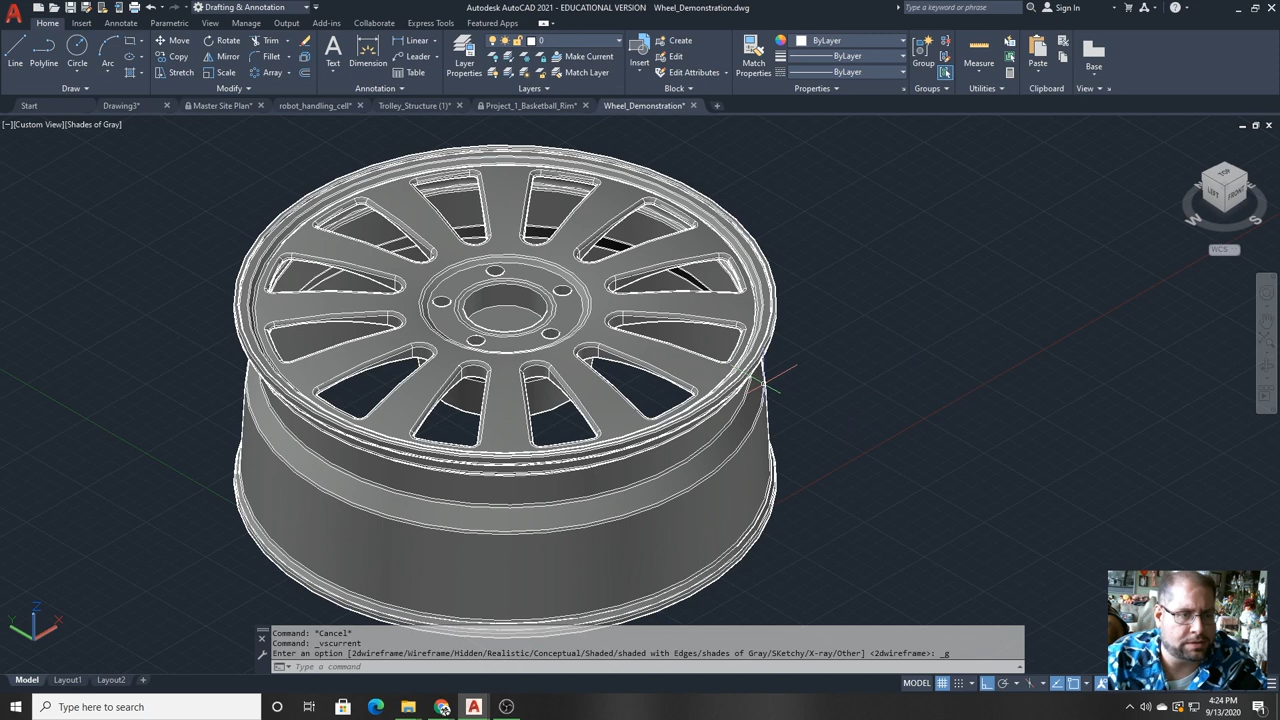 Drafting & Annotation
Autodesk AutoCAD 2021 - EDUCATIONAL VERSION Wheel_Demonstration.dwg
Type a keyword or phrase
Sign In
Home Insert Annotate Parametric View Manage Output Add-ins Collaborate Express Tools Featured Apps
Line Polyline Circle Arc
Move Rotate Trim
Copy Mirror Fillet
Stretch Scale Array
Text Dimension
Linear
Leader
Table
Layer Properties
0
Make Current
Match Layer
Insert
Create
Edit
Edit Attributes
Match Properties
ByLayer
ByLayer
ByLayer
Group
Measure
Paste
Base
Draw Modify Annotation Layers Block Properties Groups Utilities Clipboard View
Start Drawing3* Master Site Plan* robot_handling_cell* Trolley_Structure (1)* Project_1_Basketball_Rim* Wheel_Demonstration*
[−][Custom View][Shades of Gray]
TOP
LEFT FRONT
W S
WCS
Z
Y X
Command: *Cancel*
Command: _vscurrent
Enter an option [2dwireframe/Wireframe/Hidden/Realistic/Conceptual/Shaded/shaded with Edges/shades of Gray/SKetchy/X-ray/Other] <2dwireframe>: _g
Type a command
Model Layout1 Layout2
MODEL
Type here to search
4:24 PM
9/13/2020